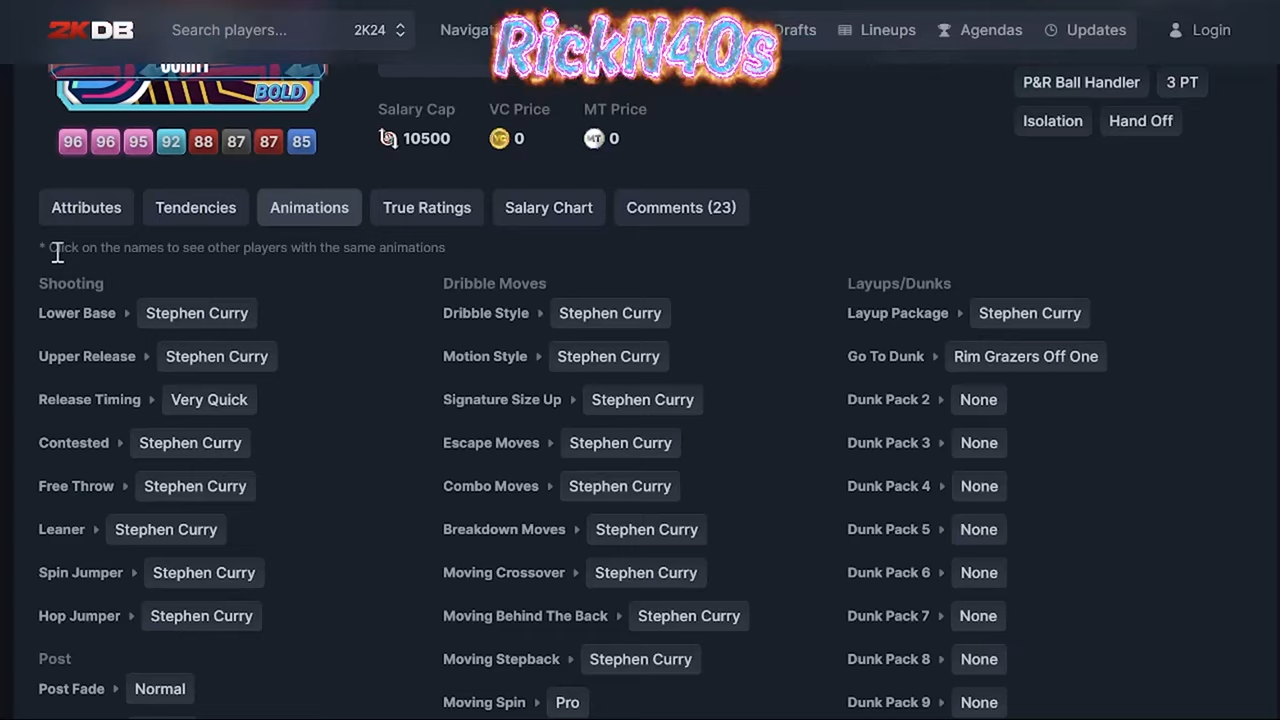 2KDB
Search players...
2K24
Navigat
RickN40s
Drafts
Lineups
Agendas
Updates
Login
CURRY
BOLD
96 96 95 92 88 87 87 85
Salary Cap
10500
VC Price
VC 0
MT Price
MT 0
P&R Ball Handler
3 PT
Isolation
Hand Off
Attributes
Tendencies
Animations
True Ratings
Salary Chart
Comments (23)
* Click on the names to see other players with the same animations
Shooting
Lower Base Stephen Curry
Upper Release Stephen Curry
Release Timing Very Quick
Contested Stephen Curry
Free Throw Stephen Curry
Leaner Stephen Curry
Spin Jumper Stephen Curry
Hop Jumper Stephen Curry
Post
Post Fade Normal
Dribble Moves
Dribble Style Stephen Curry
Motion Style Stephen Curry
Signature Size Up Stephen Curry
Escape Moves Stephen Curry
Combo Moves Stephen Curry
Breakdown Moves Stephen Curry
Moving Crossover Stephen Curry
Moving Behind The Back Stephen Curry
Moving Stepback Stephen Curry
Moving Spin Pro
Layups/Dunks
Layup Package Stephen Curry
Go To Dunk Rim Grazers Off One
Dunk Pack 2 None
Dunk Pack 3 None
Dunk Pack 4 None
Dunk Pack 5 None
Dunk Pack 6 None
Dunk Pack 7 None
Dunk Pack 8 None
Dunk Pack 9 None